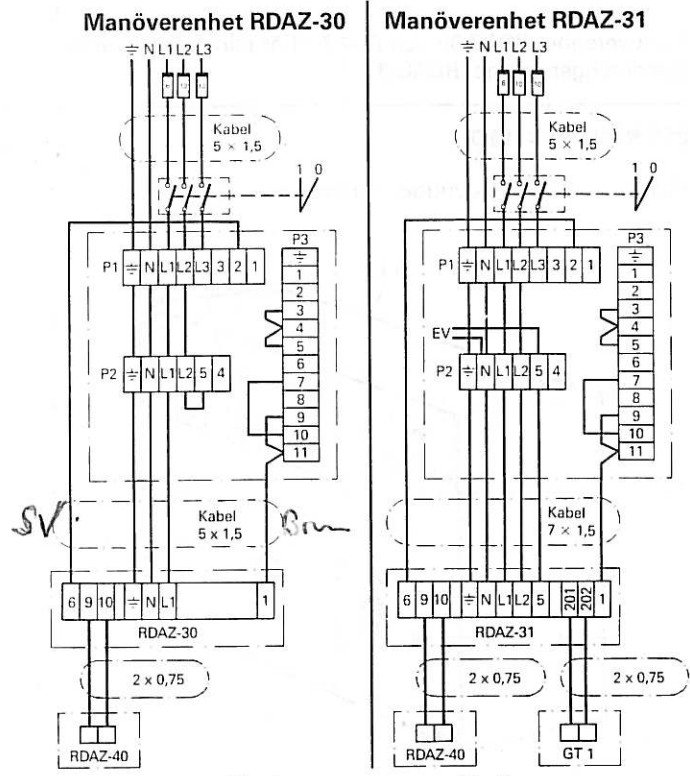 Manöverenhet RDAZ-30
⏚ N L1 L2 L3
Kabel
5 × 1,5
1 0
P3
⏚
1
2
3
4
5
6
7
8
9
10
11
P1 ⏚ N L1 L2 L3 3 2 1
P2 ⏚ N L1 L2 5 4
SV
Kabel
5 x 1,5
6 9 10 ⏚ N L1 1
RDAZ-30
2 x 0,75
RDAZ-40
Manöverenhet RDAZ-31
⏚ N L1 L2 L3
6 10 10
Kabel
5 × 1,5
1 0
P3
⏚
1
2
3
4
5
6
7
8
9
10
11
P1 ⏚ N L1 L2 L3 3 2 1
EV
P2 ⏚ N L1 L2 5 4
Kabel
7 × 1,5
6 9 10 ⏚ N L1 L2 5 201 202 1
RDAZ-31
2 x 0,75
2 x 0,75
RDAZ-40
GT 1